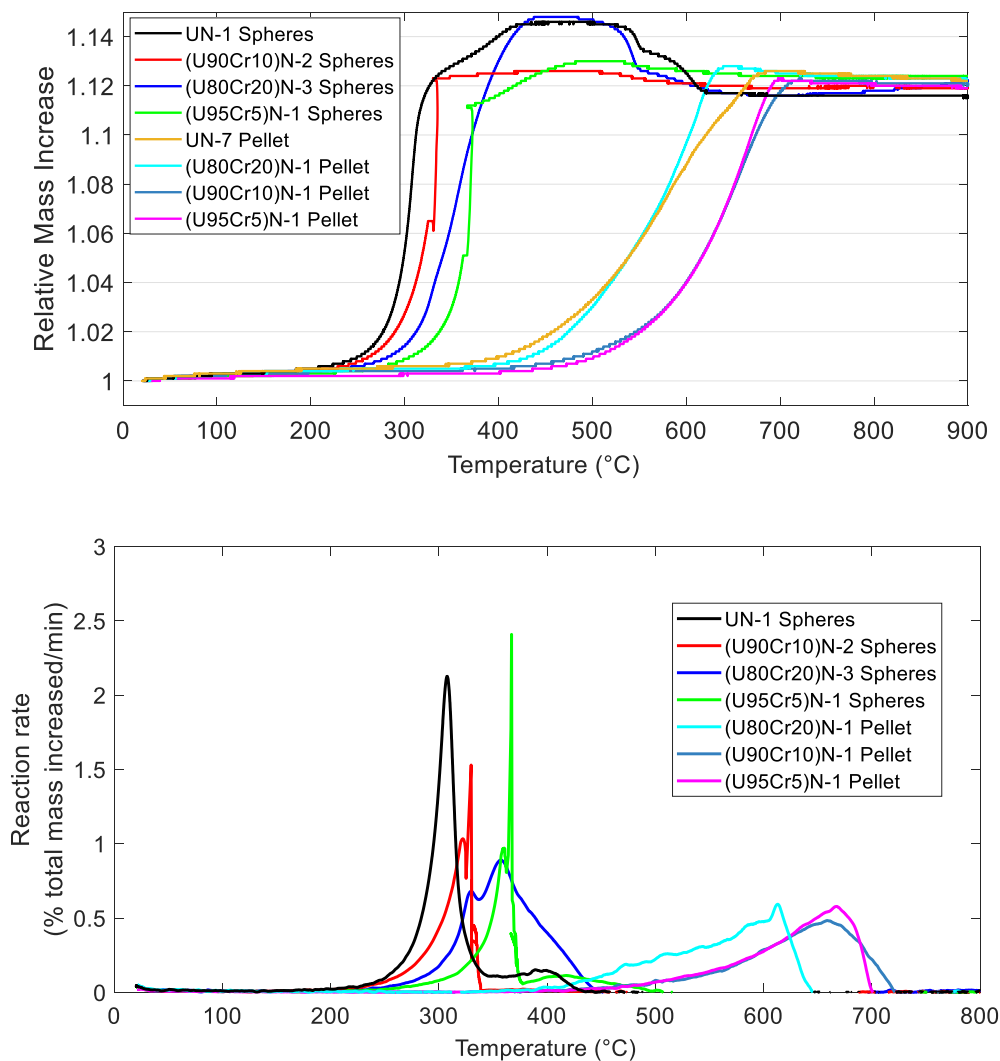 1.14
1.12
1.1
1.08
1.06
1.04
1.02
1
Relative Mass Increase
UN-1 Spheres
(U90Cr10)N-2 Spheres
(U80Cr20)N-3 Spheres
(U95Cr5)N-1 Spheres
UN-7 Pellet
(U80Cr20)N-1 Pellet
(U90Cr10)N-1 Pellet
(U95Cr5)N-1 Pellet
0 100 200 300 400 500 600 700 800 900
Temperature (°C)
3
2.5
2
1.5
1
0.5
0
Reaction rate
(% total mass increased/min)
UN-1 Spheres
(U90Cr10)N-2 Spheres
(U80Cr20)N-3 Spheres
(U95Cr5)N-1 Spheres
(U80Cr20)N-1 Pellet
(U90Cr10)N-1 Pellet
(U95Cr5)N-1 Pellet
0 100 200 300 400 500 600 700 800
Temperature (°C)